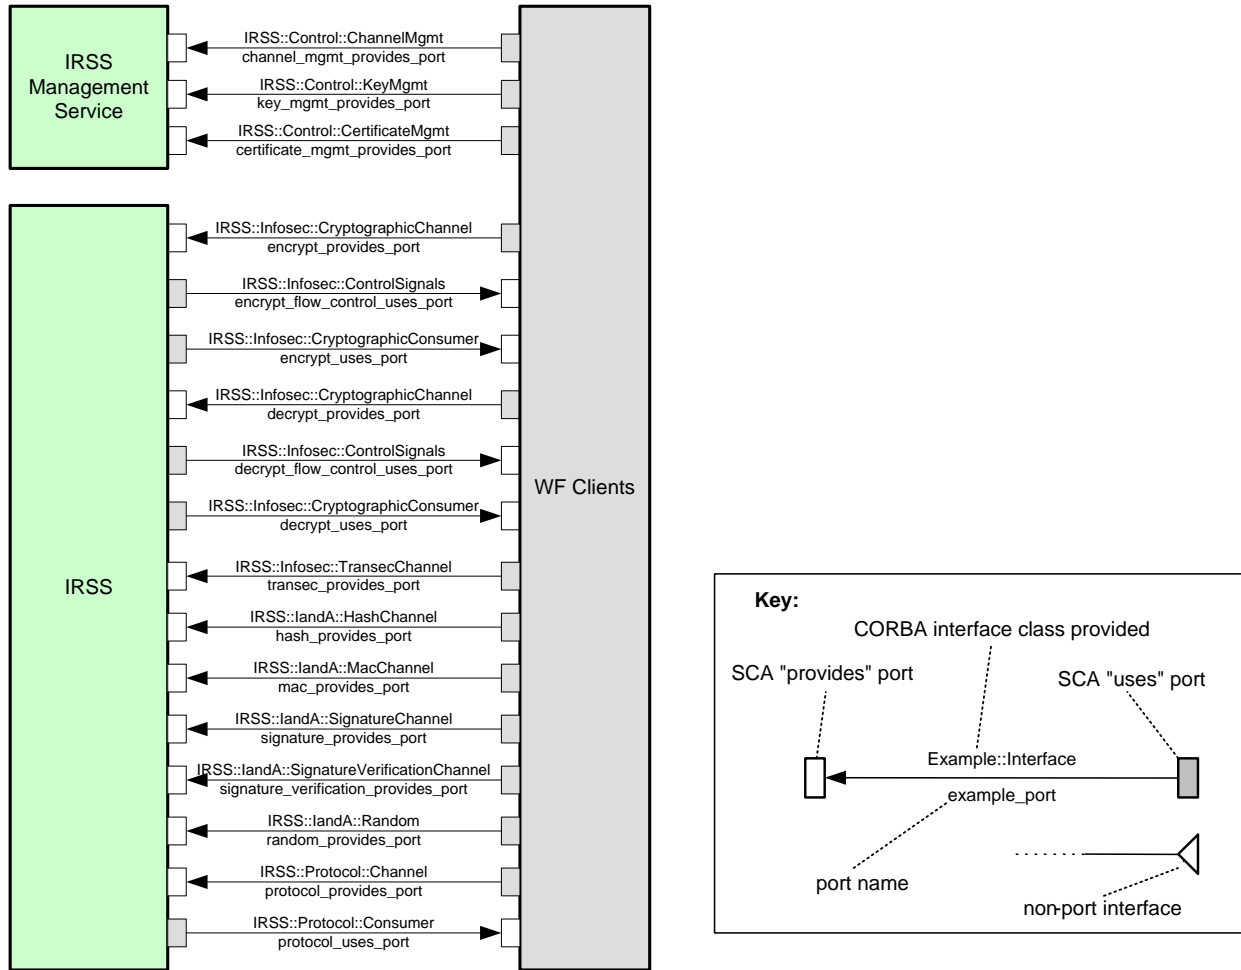 IRSS
Management
Service
IRSS::Control::ChannelMgmt
channel_mgmt_provides_port
IRSS::Control::KeyMgmt
key_mgmt_provides_port
IRSS::Control::CertificateMgmt
certificate_mgmt_provides_port
IRSS
IRSS::Infosec::CryptographicChannel
encrypt_provides_port
IRSS::Infosec::ControlSignals
encrypt_flow_control_uses_port
IRSS::Infosec::CryptographicConsumer
encrypt_uses_port
IRSS::Infosec::CryptographicChannel
decrypt_provides_port
IRSS::Infosec::ControlSignals
decrypt_flow_control_uses_port
IRSS::Infosec::CryptographicConsumer
decrypt_uses_port
IRSS::Infosec::TransecChannel
transec_provides_port
IRSS::IandA::HashChannel
hash_provides_port
IRSS::IandA::MacChannel
mac_provides_port
IRSS::IandA::SignatureChannel
signature_provides_port
IRSS::IandA::SignatureVerificationChannel
signature_verification_provides_port
IRSS::IandA::Random
random_provides_port
IRSS::Protocol::Channel
protocol_provides_port
IRSS::Protocol::Consumer
protocol_uses_port
WF Clients
Key:
CORBA interface class provided
SCA "provides" port
SCA "uses" port
Example::Interface
example_port
port name
non-port interface